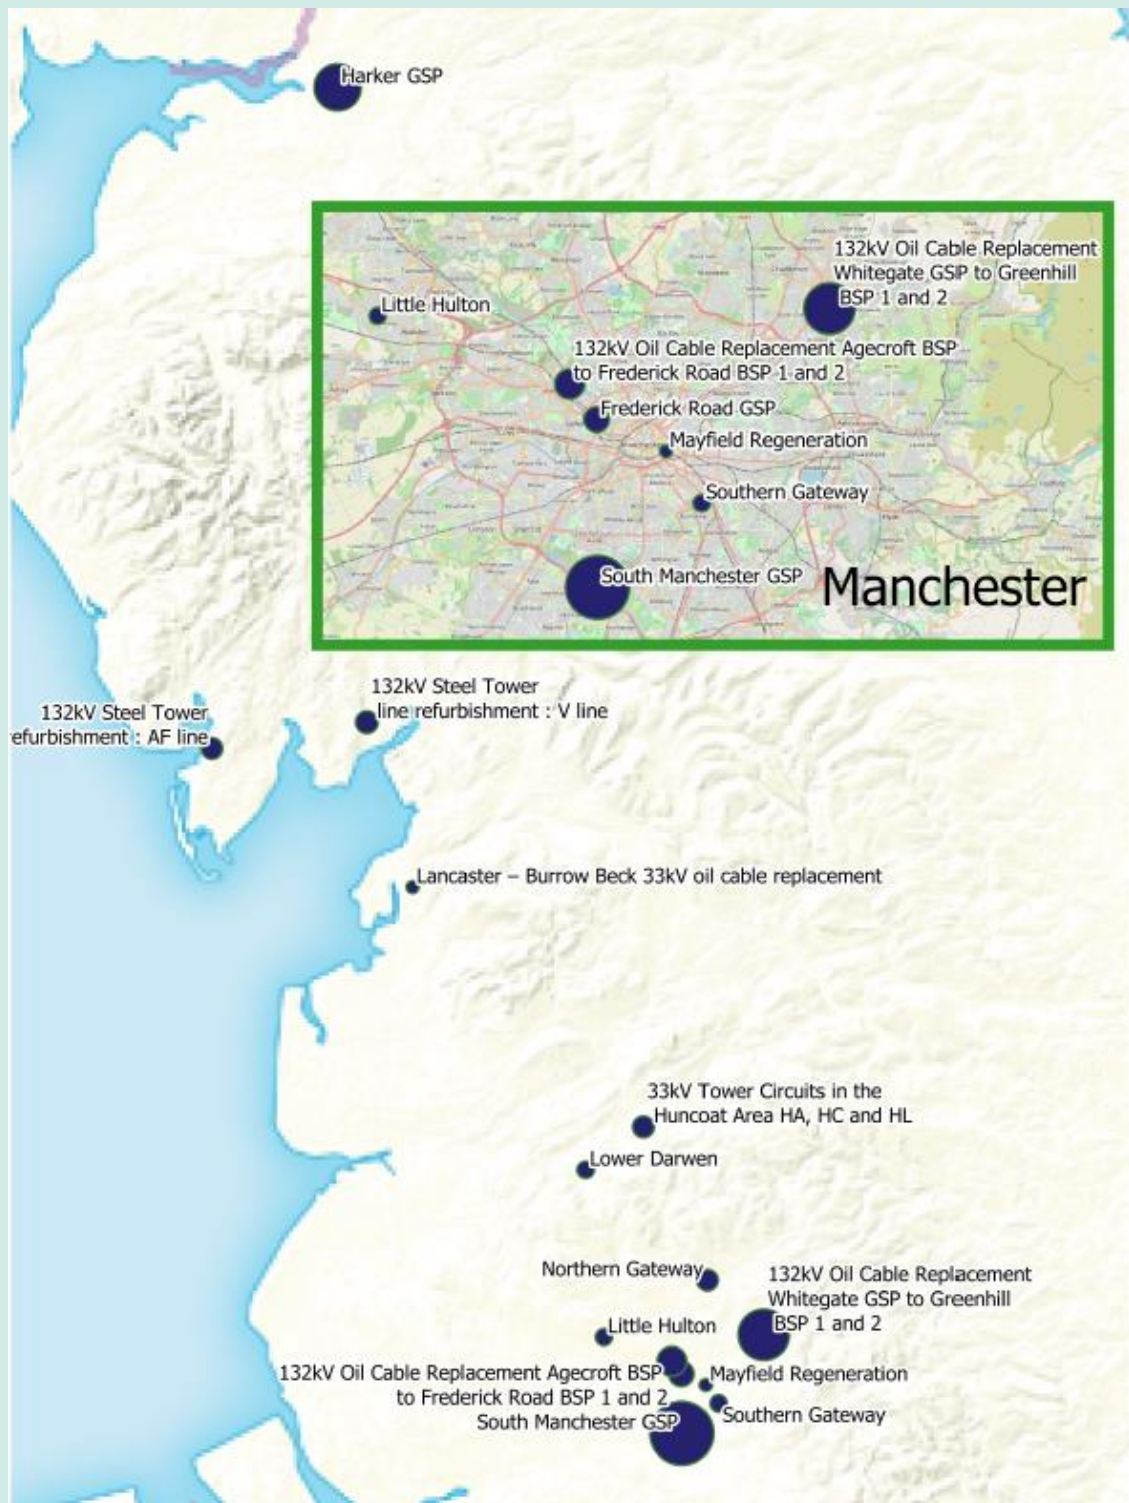 Harker GSP
132kV Oil Cable Replacement
Whitegate GSP to Greenhill
BSP 1 and 2
Little Hulton
132kV Oil Cable Replacement Agecroft BSP
to Frederick Road BSP 1 and 2
Frederick Road GSP
Mayfield Regeneration
Southern Gateway
South Manchester GSP
Manchester
132kV Steel Tower
line refurbishment : V line
132kV Steel Tower
efurbishment : AF line
Lancaster – Burrow Beck 33kV oil cable replacement
33kV Tower Circuits in the
Huncoat Area HA, HC and HL
Lower Darwen
Northern Gateway
132kV Oil Cable Replacement
Whitegate GSP to Greenhill
BSP 1 and 2
Little Hulton
132kV Oil Cable Replacement Agecroft BSP
to Frederick Road BSP 1 and 2
Mayfield Regeneration
Southern Gateway
South Manchester GSP